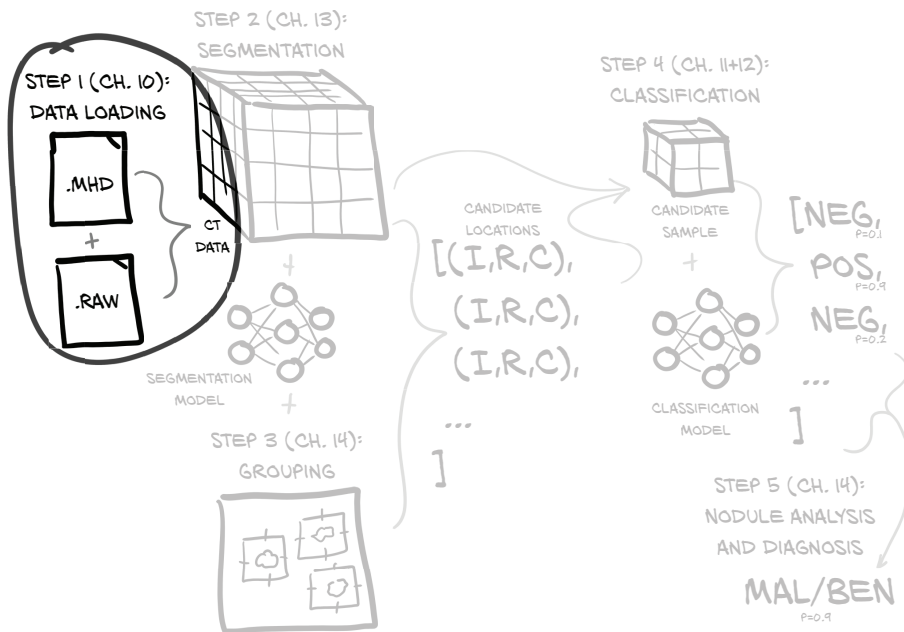 STEP 1 (CH. 10):
DATA LOADING
.MHD
+
.RAW
CT
DATA
STEP 2 (CH. 13):
SEGMENTATION
+
SEGMENTATION
MODEL
+
STEP 3 (CH. 14):
GROUPING
CANDIDATE
LOCATIONS
[(I,R,C),
(I,R,C),
(I,R,C),
...
]
STEP 4 (CH. 11+12):
CLASSIFICATION
CANDIDATE
SAMPLE
+
CLASSIFICATION
MODEL
[NEG,
P=0.1
POS,
P=0.9
NEG,
P=0.2
...
]
STEP 5 (CH. 14):
NODULE ANALYSIS
AND DIAGNOSIS
MAL/BEN
P=0.9